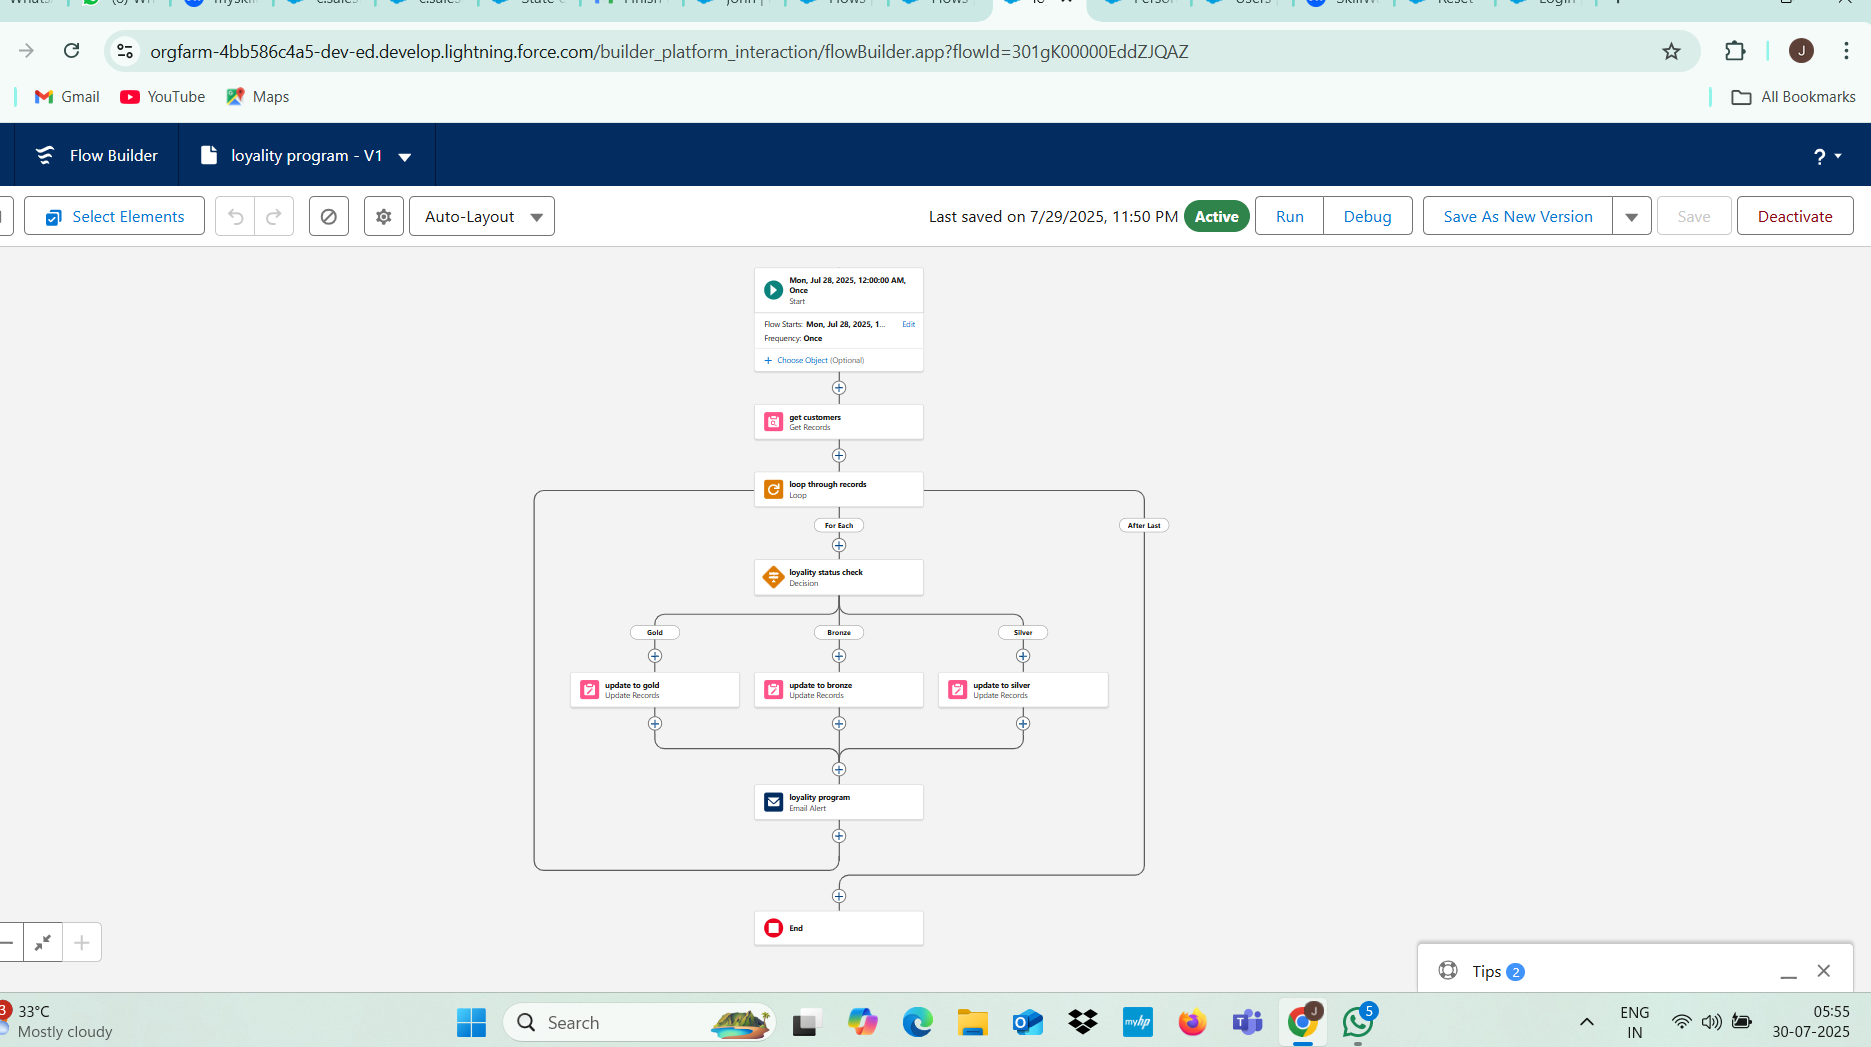 orgfarm-4bb586c4a5-dev-ed.develop.lightning.force.com/builder_platform_interaction/flowBuilder.app?flowId=301gK00000EddZJQAZ
J
Gmail YouTube Maps All Bookmarks
Flow Builder loyality program - V1 ?
Select Elements Auto-Layout Last saved on 7/29/2025, 11:50 PM Active Run Debug Save As New Version Save Deactivate
Mon, Jul 28, 2025, 12:00:00 AM,
Once
Start
Flow Starts: Mon, Jul 28, 2025, 1... Edit
Frequency: Once
+ Choose Object (Optional)
get customers
Get Records
loop through records
Loop
For Each After Last
loyality status check
Decision
Gold Bronze Silver
update to gold
Update Records
update to bronze
Update Records
update to silver
Update Records
loyality program
Email Alert
End
Tips 2
3 33°C
Mostly cloudy
Search
myhp
J
5
ENG
IN
05:55
30-07-2025